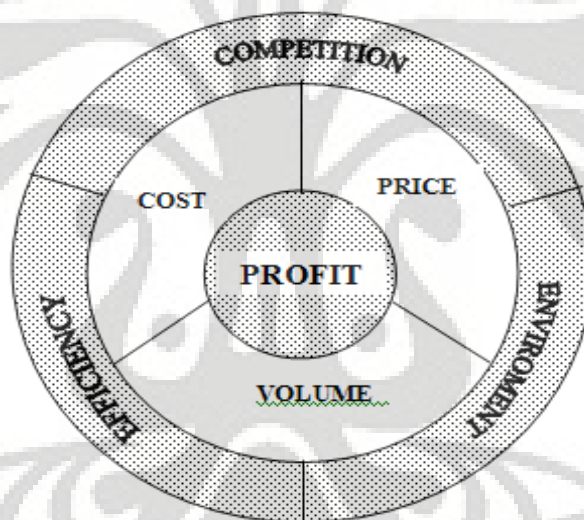 COMPETITION
COST
PRICE
PROFIT
VOLUME
EFFICIENCY
ENVIROMENT